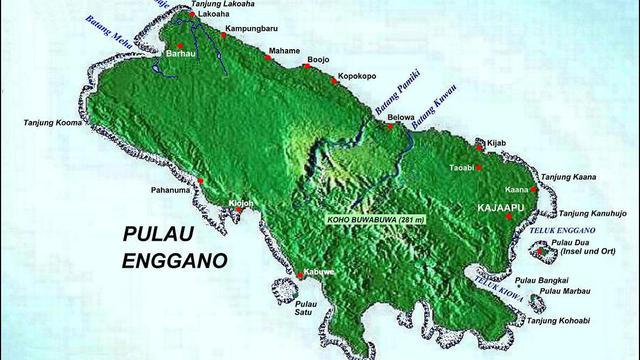 Tanjung Lakoaha
Lakoaha
Kampungbaru
Batang Meha
Barhau
Mahame
Boojo
Kopokopo
Batang Pamiki
Batang Kuwau
Tanjung Kooma
Belowa
Kijab
Taoabi
Tanjung Kaana
Kaana
Pahanuma
Kiojoh
KAJAAPU
Tanjung Kanuhujo
KOHO BUWABUWA (281 m)
TELUK ENGGANO
PULAU
ENGGANO
Pulau Dua
(Insel und Ort)
Kabuwe
TELUK KIOWA
Pulau Bangkai
Pulau Marbau
Pulau
Satu
Tanjung Kohoabi